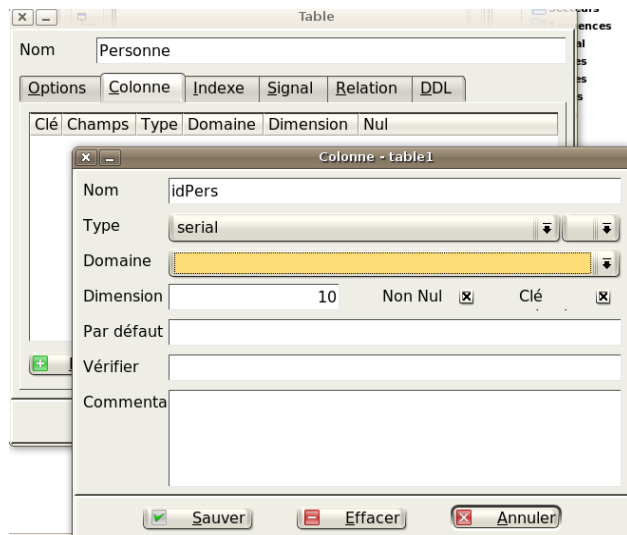 Table
Nom Personne
Options Colonne Indexe Signal Relation DDL
Clé Champs Type Domaine Dimension Nul
Colonne - table1
Nom idPers
Type serial
Domaine
Dimension 10 Non Nul Clé
Par défaut
Vérifier
Commenta
Sauver Effacer Annuler